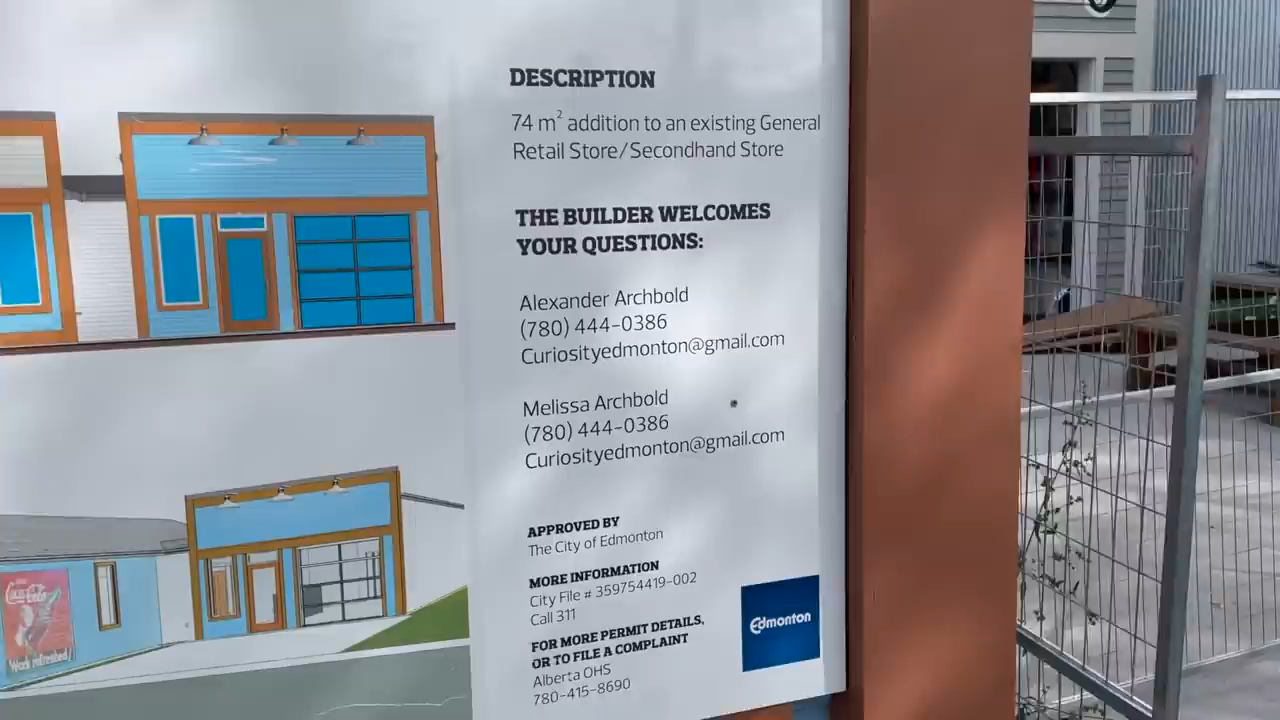 DESCRIPTION
74 m² addition to an existing General
Retail Store/Secondhand Store
THE BUILDER WELCOMES
YOUR QUESTIONS:
Alexander Archbold
(780) 444-0386
Curiosityedmonton@gmail.com
Melissa Archbold
(780) 444-0386
Curiosityedmonton@gmail.com
APPROVED BY
The City of Edmonton
MORE INFORMATION
City File # 359754419-002
Call 311
FOR MORE PERMIT DETAILS,
OR TO FILE A COMPLAINT
Alberta OHS
780-415-8690
Edmonton
Coca-Cola
Work refreshed!